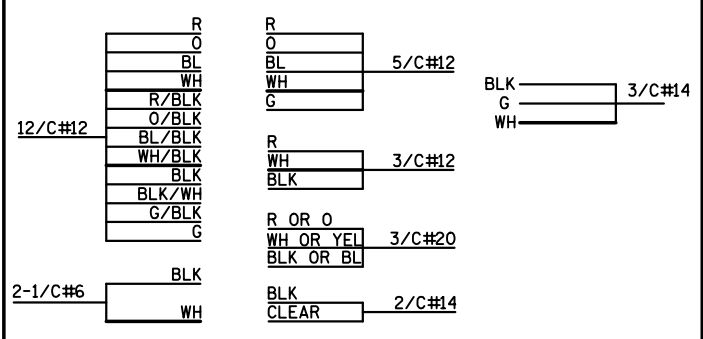 R
O
BL
WH
R/BLK
O/BLK
BL/BLK
WH/BLK
BLK
BLK/WH
G/BLK
G
12/C#12
BLK
WH
2-1/C#6
R
O
BL
WH
G
5/C#12
R
WH
BLK
3/C#12
R OR O
WH OR YEL
BLK OR BL
3/C#20
BLK
CLEAR
2/C#14
BLK
G
WH
3/C#14